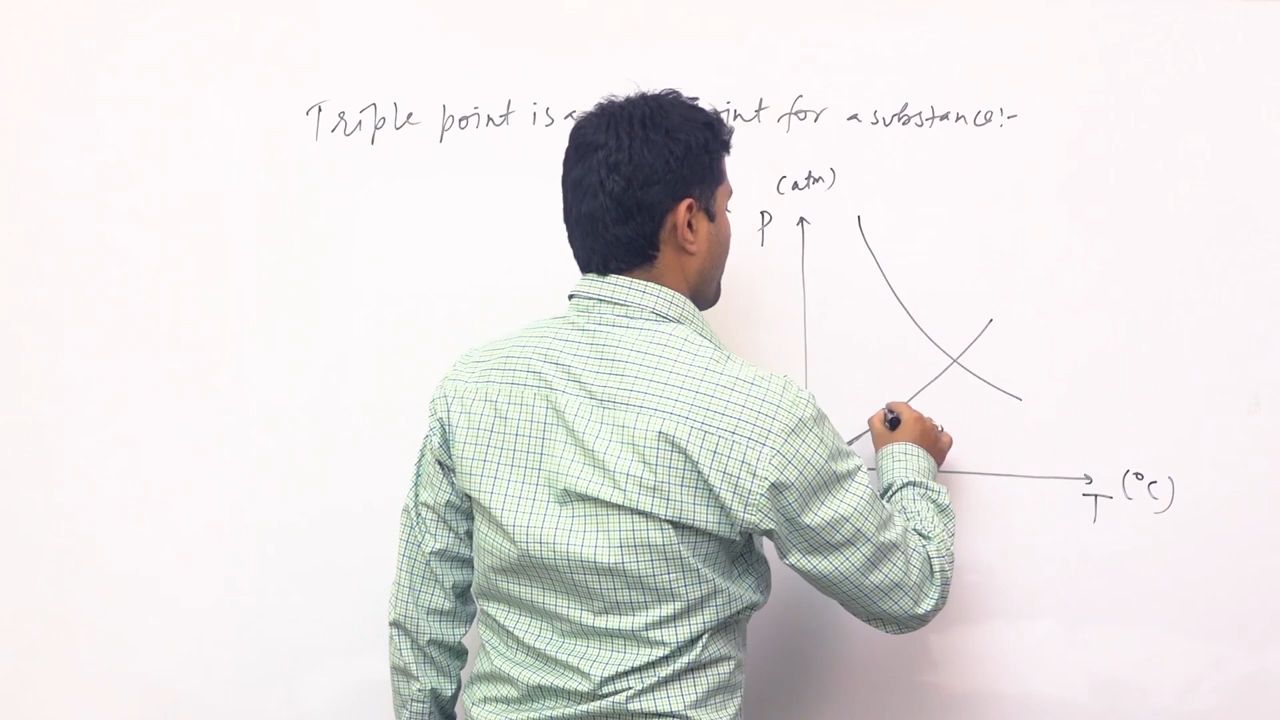 Triple point is a int for a substance:-
(atm)
P
T (°C)